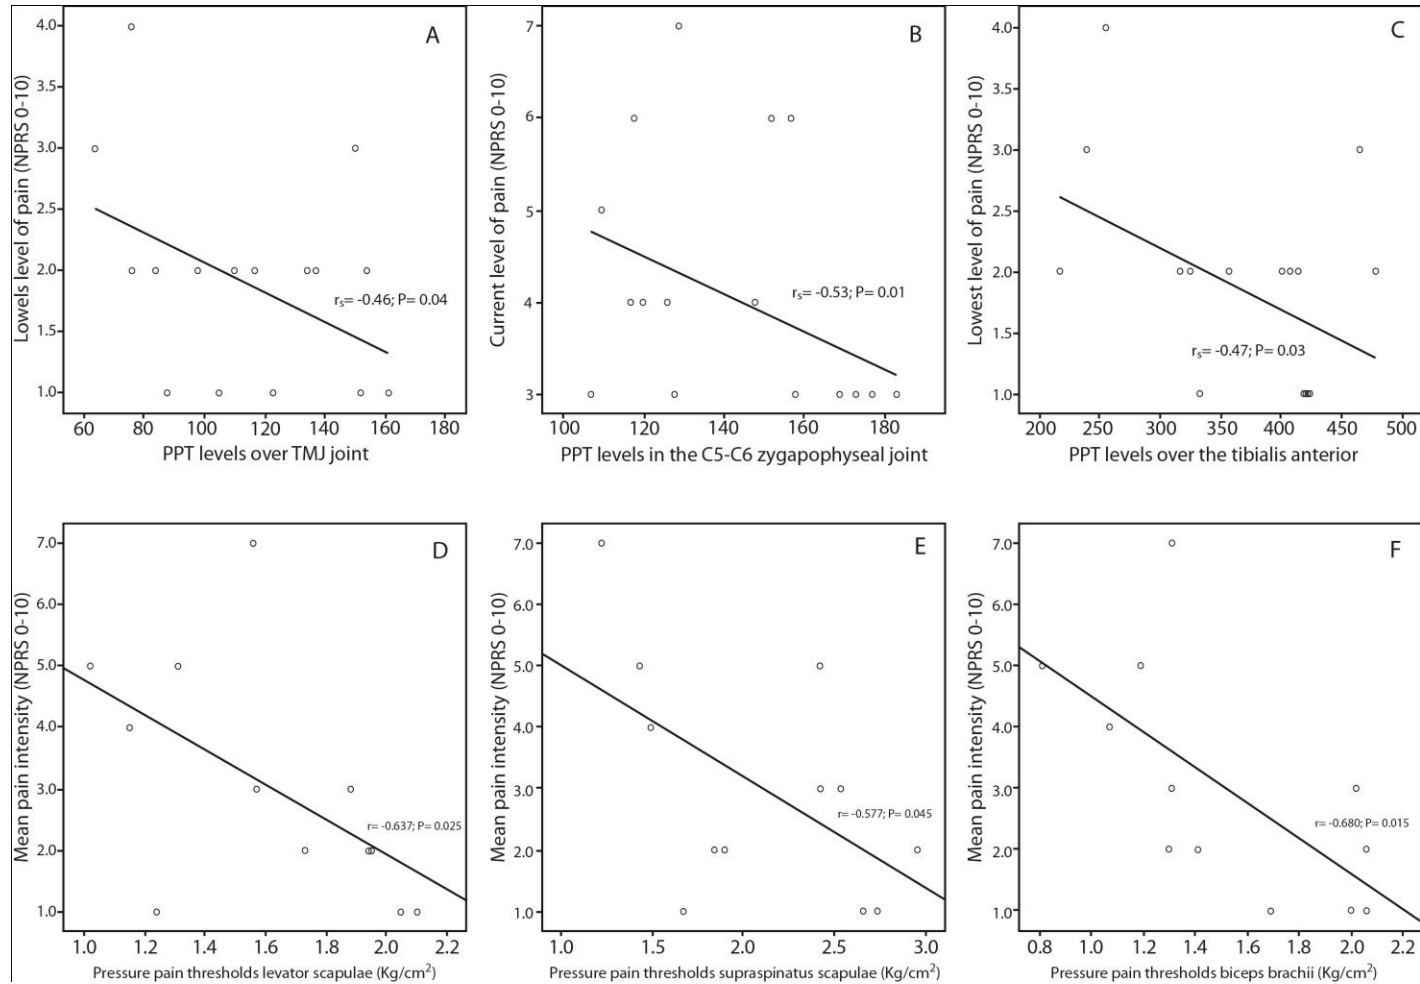 A
Lowels level of pain (NPRS 0-10)
4.0
3.5
3.0
2.5
2.0
1.5
1.0
rs= -0.46; P= 0.04
60 80 100 120 140 160 180
PPT levels over TMJ joint
B
Current level of pain (NPRS 0-10)
7
6
5
4
3
rs= -0.53; P= 0.01
100 120 140 160 180
PPT levels in the C5-C6 zygapophyseal joint
C
Lowest level of pain (NPRS 0-10)
4.0
3.5
3.0
2.5
2.0
1.5
1.0
rs= -0.47; P= 0.03
200 250 300 350 400 450 500
PPT levels over the tibialis anterior
D
Mean pain intensity (NPRS 0-10)
7.0
6.0
5.0
4.0
3.0
2.0
1.0
r= -0.637; P= 0.025
1.0 1.2 1.4 1.6 1.8 2.0 2.2
Pressure pain thresholds levator scapulae (Kg/cm²)
E
Mean pain intensity (NPRS 0-10)
7.0
6.0
5.0
4.0
3.0
2.0
1.0
r= -0.577; P= 0.045
1.0 1.5 2.0 2.5 3.0
Pressure pain thresholds supraspinatus scapulae (Kg/cm²)
F
Mean pain intensity (NPRS 0-10)
7.0
6.0
5.0
4.0
3.0
2.0
1.0
r= -0.680; P= 0.015
0.8 1.0 1.2 1.4 1.6 1.8 2.0 2.2
Pressure pain thresholds biceps brachii (Kg/cm²)